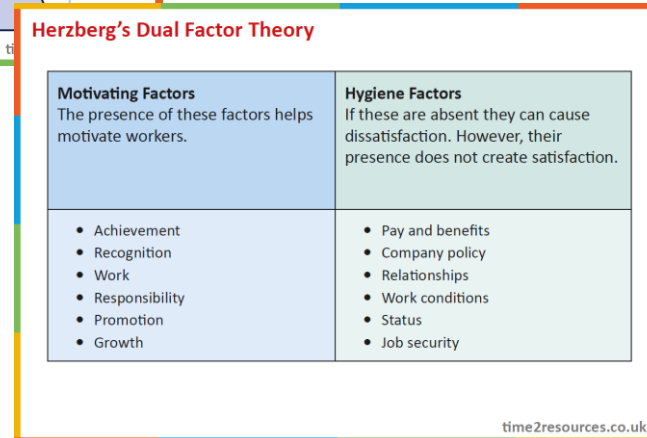 Herzberg's Dual Factor Theory
ti
Motivating Factors
The presence of these factors helps
motivate workers.
Hygiene Factors
If these are absent they can cause
dissatisfaction. However, their
presence does not create satisfaction.
• Achievement
• Recognition
• Work
• Responsibility
• Promotion
• Growth
• Pay and benefits
• Company policy
• Relationships
• Work conditions
• Status
• Job security
time2resources.co.uk